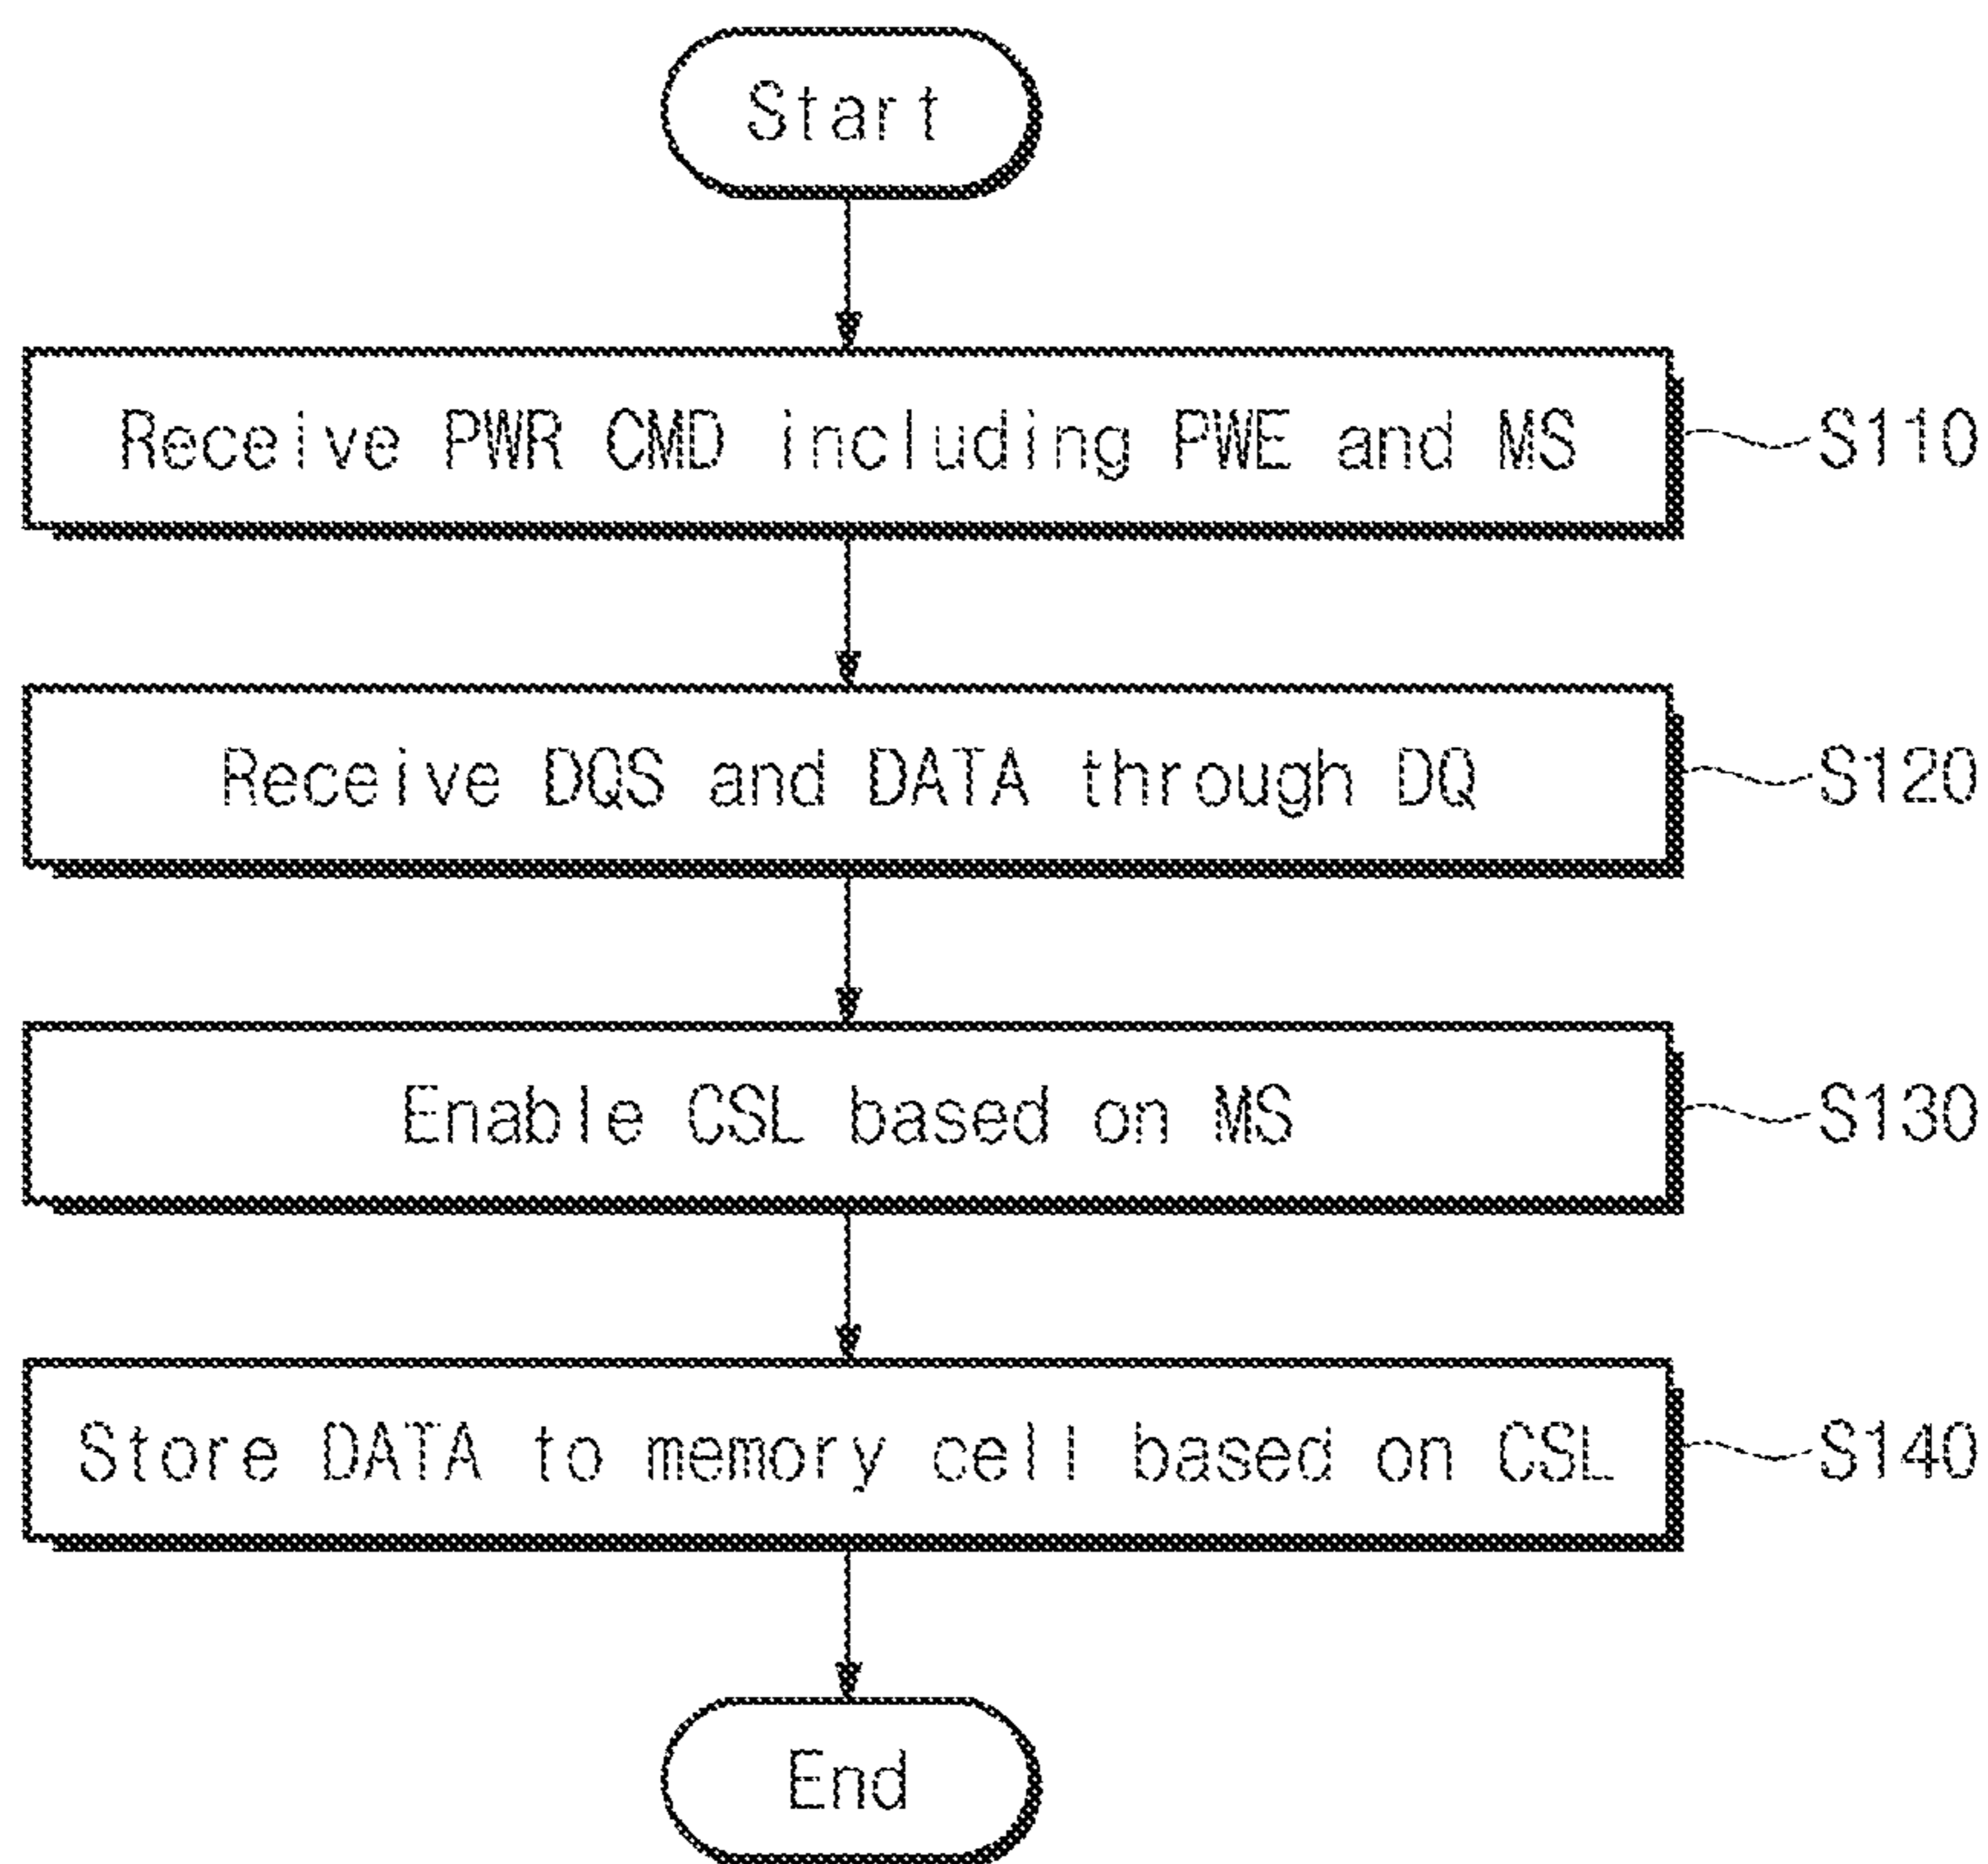 Start
Receive PWR CMD including PWE and MS
S110
Receive DQS and DATA through DQ
S120
Enable CSL based on MS
S130
Store DATA to memory cell based on CSL
S140
End